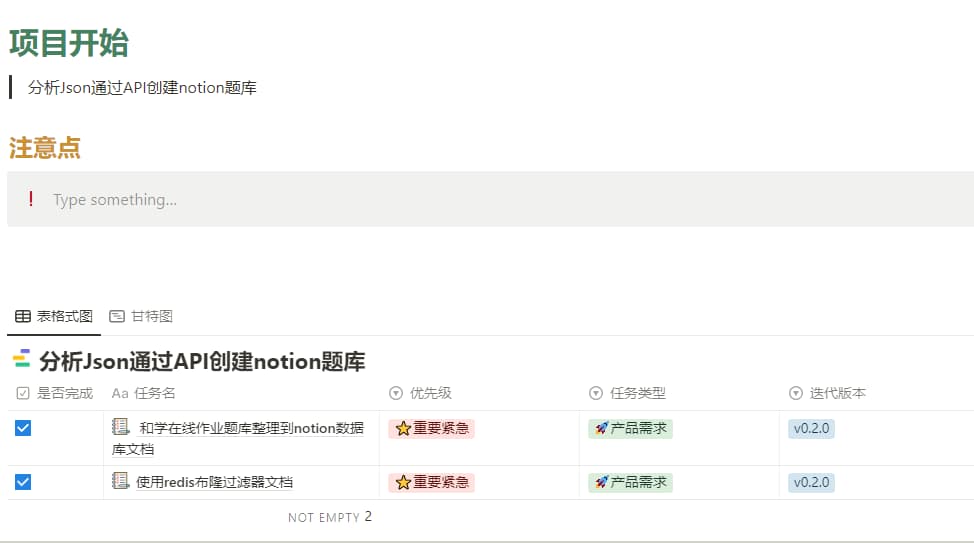 项目开始
分析Json通过API创建notion题库
注意点
❗ Type something...
表格式图 甘特图
分析Json通过API创建notion题库
是否完成 Aa 任务名 优先级 任务类型 迭代版本
和学在线作业题库整理到notion数据 ⭐重要紧急 🚀产品需求 v0.2.0
库文档
使用redis布隆过滤器文档 ⭐重要紧急 🚀产品需求 v0.2.0
NOT EMPTY 2